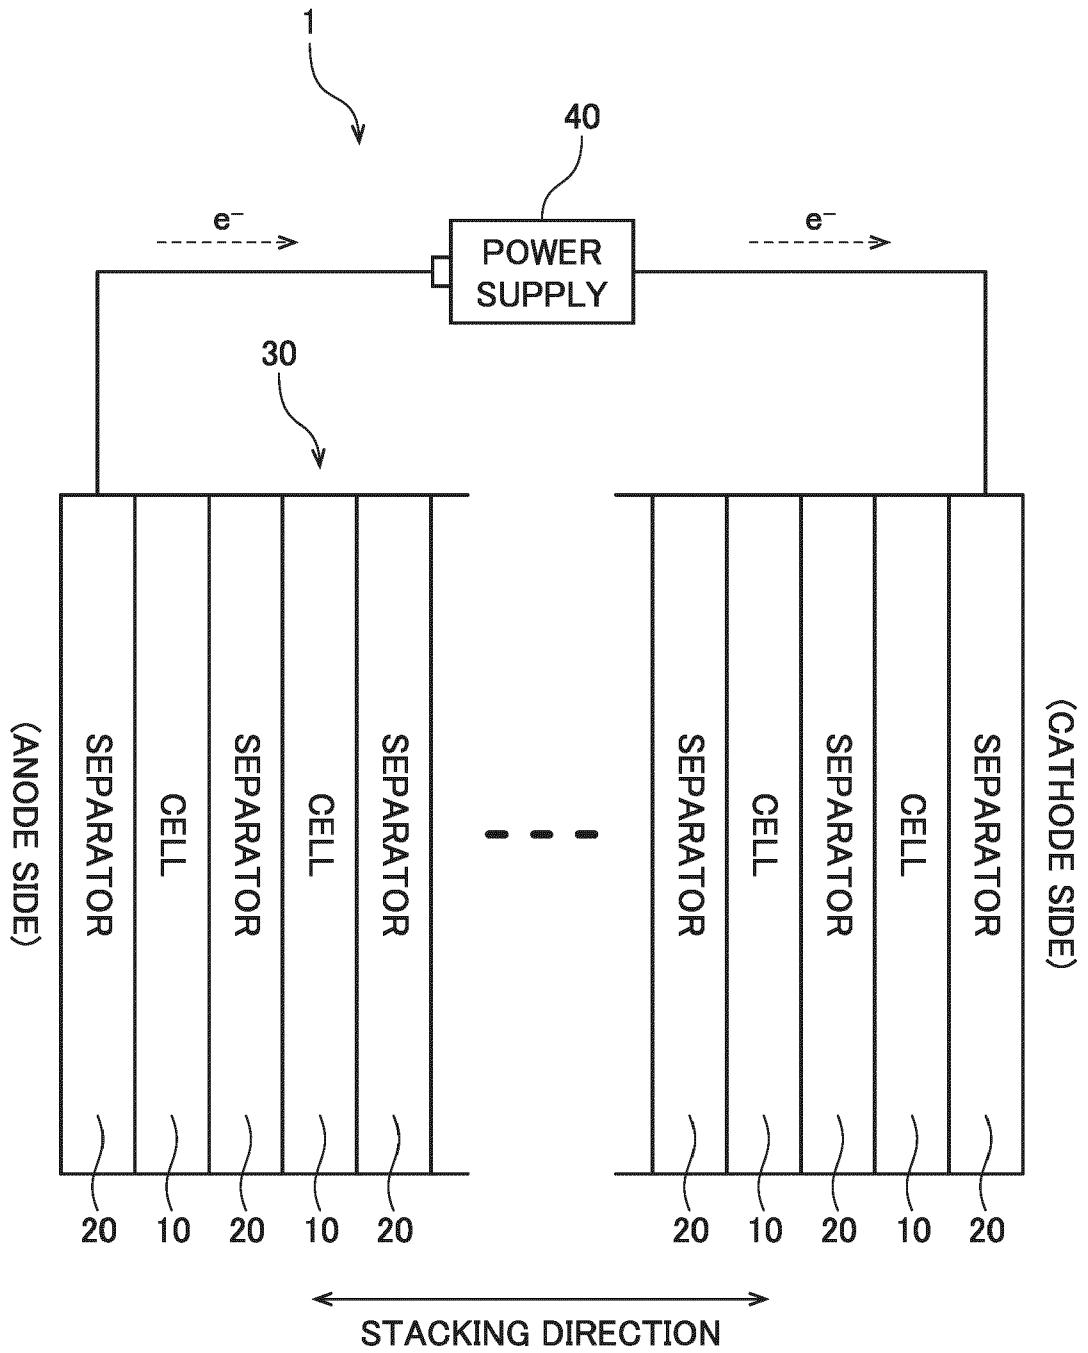 1
40
e⁻
e⁻
POWER
SUPPLY
30
(ANODE SIDE)
SEPARATOR
CELL
SEPARATOR
CELL
SEPARATOR
SEPARATOR
CELL
SEPARATOR
CELL
SEPARATOR
(CATHODE SIDE)
20 10 20 10 20 20 10 20 10 20
STACKING DIRECTION